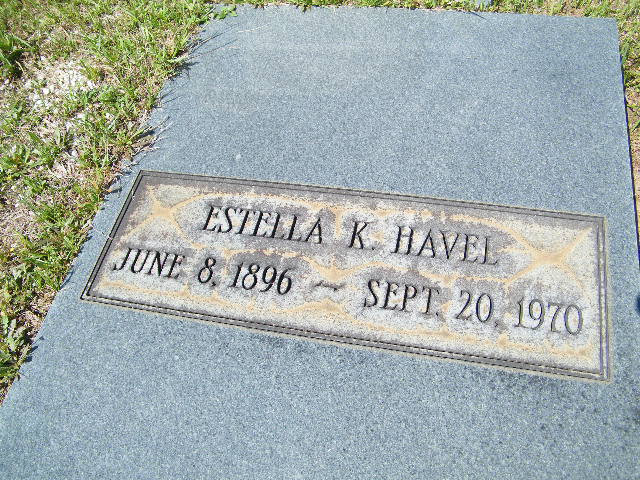 ESTELLA K. HAVEL
JUNE 8, 1896 ~ SEPT. 20, 1970